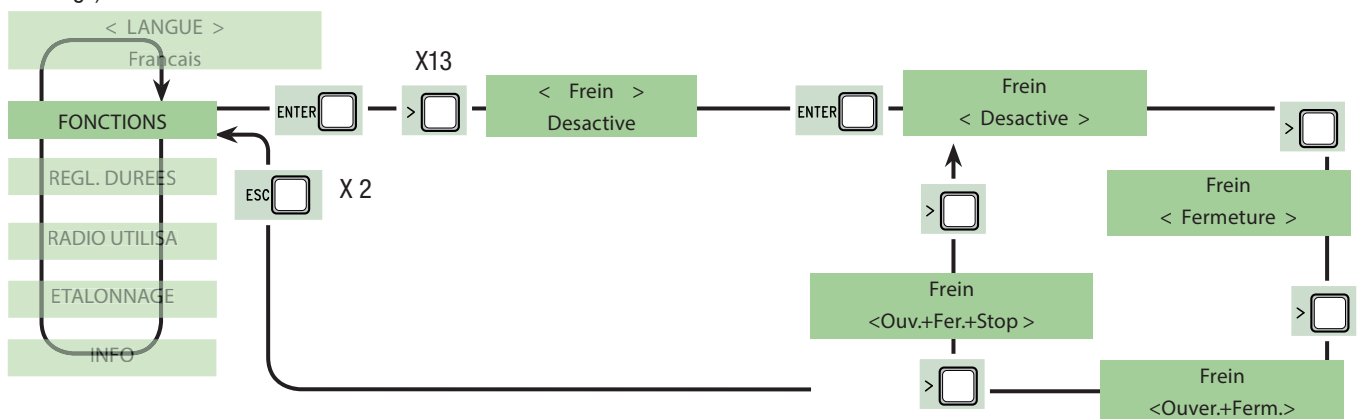 < LANGUE >
Francais
FONCTIONS
REGL. DUREES
RADIO UTILISA
ETALONNAGE
INFO
ENTER
X13
>
< Frein >
Desactive
ENTER
Frein
< Desactive >
>
Frein
< Fermeture >
>
Frein
<Ouver.+Ferm.>
>
Frein
<Ouv.+Fer.+Stop >
>
ESC
X 2